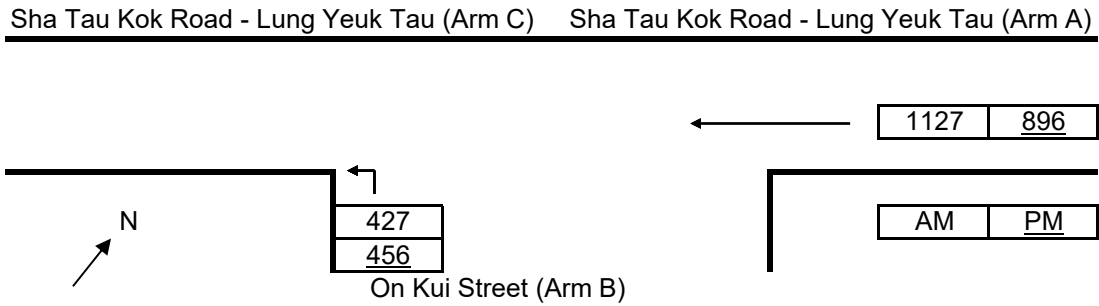 Sha Tau Kok Road - Lung Yeuk Tau (Arm C) Sha Tau Kok Road - Lung Yeuk Tau (Arm A)
1127 896
N 427 AM PM
456
On Kui Street (Arm B)